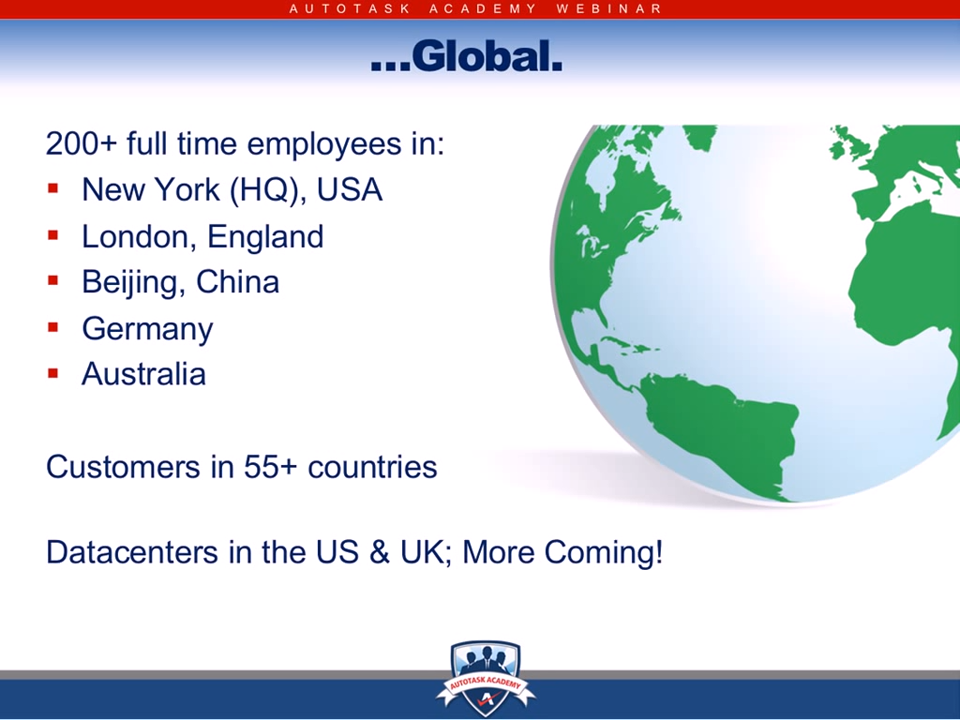 AUTOTASK ACADEMY WEBINAR
...Global.
200+ full time employees in:
▪ New York (HQ), USA
▪ London, England
▪ Beijing, China
▪ Germany
▪ Australia
Customers in 55+ countries
Datacenters in the US & UK; More Coming!
AUTOTASK ACADEMY